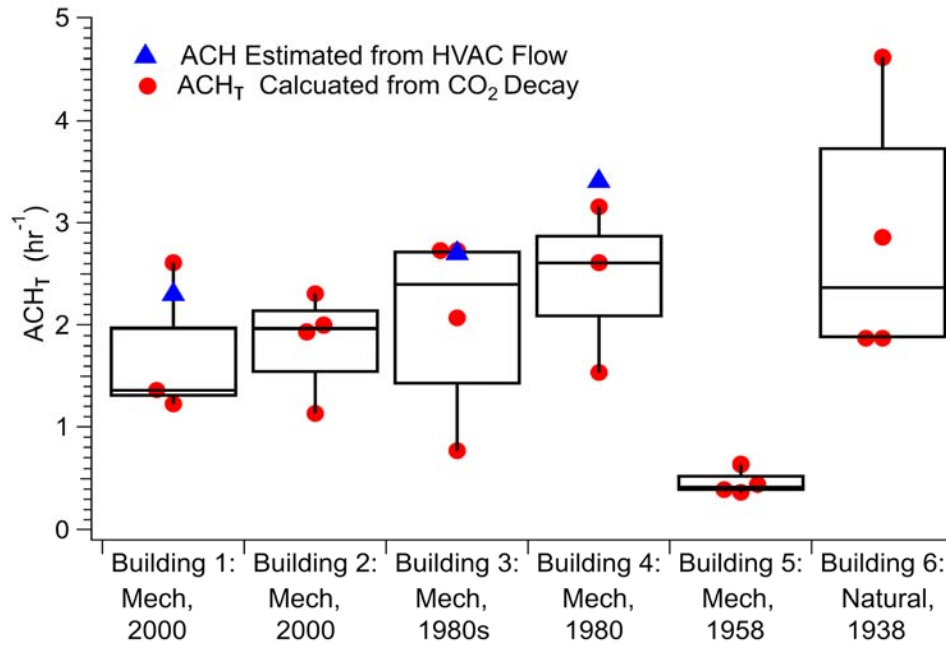 ACH Estimated from HVAC Flow
ACH_T Calcuated from CO₂ Decay
ACH_T (hr⁻¹)
5
4
3
2
1
0
Building 1:
Mech,
2000
Building 2:
Mech,
2000
Building 3:
Mech,
1980s
Building 4:
Mech,
1980
Building 5:
Mech,
1958
Building 6:
Natural,
1938